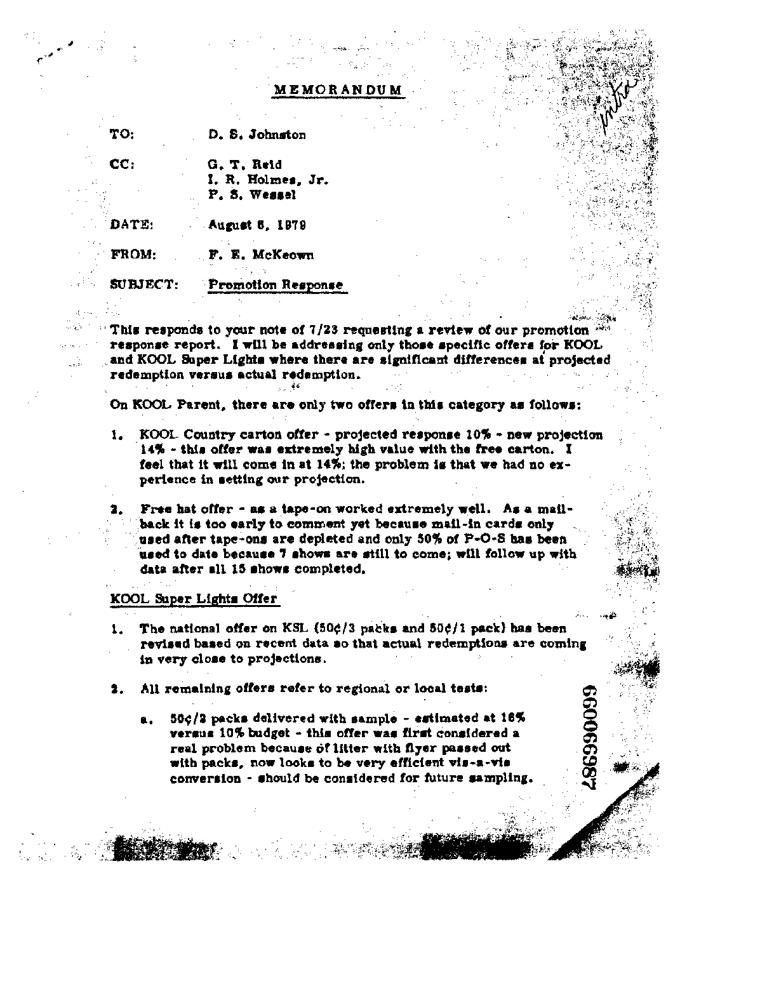 MEMORANDUM
intra
TO: D. S. Johnston
CC: G. T. Reid
I. R. Holmes, Jr.
P. S. Wessel
DATE: August 6, 1979
FROM: F. E. McKeown
SUBJECT: Promotion Response
This responds to your note of 7/23 requesting a review of our promotion
response report. I will be addressing only those specific offers for KOOL
and KOOL Super Lights where there are significant differences at projected
redemption versus actual redemption.
On KOOL Parent, there are only two offers in this category as follows:
1. KOOL Country carton offer - projected response 10% - new projection
14% - this offer was extremely high value with the free carton. I
feel that it will come in at 14%; the problem is that we had no ex-
perience in setting our projection.
2. Free hat offer - as a tape-on worked extremely well. As a mail-
back it is too early to comment yet because mail-in cards only
used after tape-ons are depleted and only 50% of P-O-S has been
used to date because 7 shows are still to come; will follow up with
data after all 15 shows completed.
KOOL Super Lights Offer
1. The national offer on KSL (50¢/3 packs and 50¢/1 pack) has been
revised based on recent data so that actual redemptions are coming
in very close to projections.
2. All remaining offers refer to regional or local tests:
a. 50¢/2 packs delivered with sample - estimated at 16%
versus 10% budget - this offer was first considered a
real problem because of litter with flyer passed out
with packs, now looks to be very efficient vis-a-vis
conversion - should be considered for future sampling.
660066987